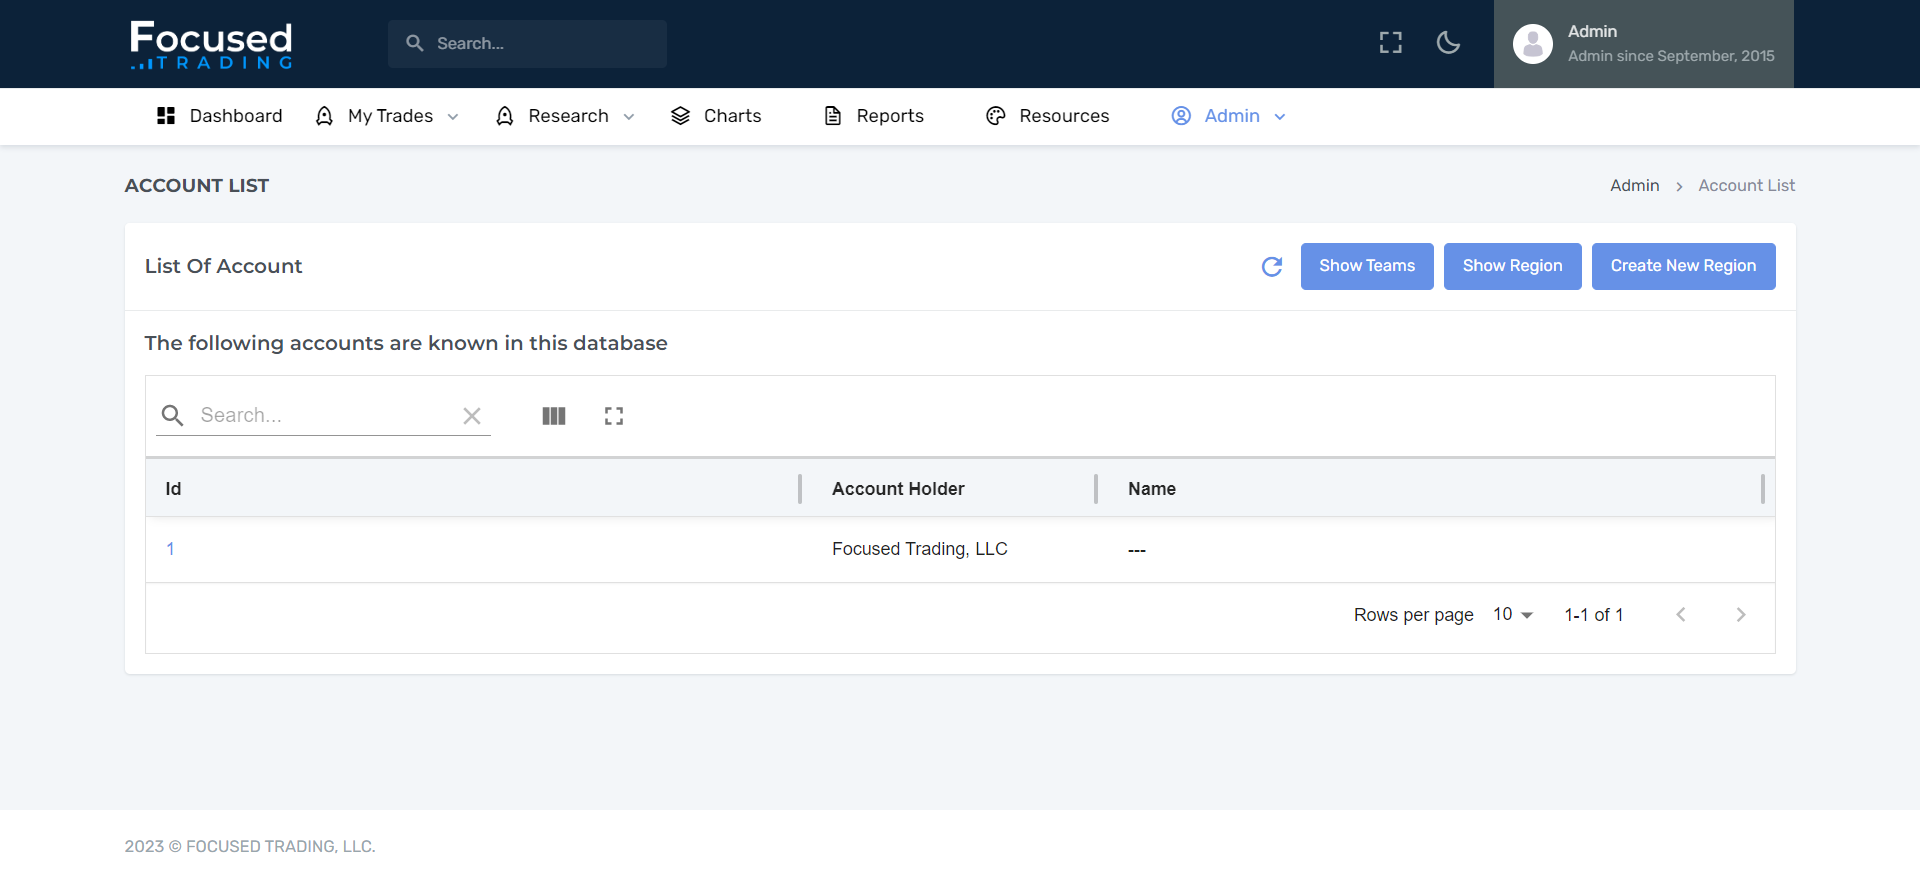 Focused
TRADING
Search...
Admin
Admin since September, 2015
Dashboard
My Trades
Research
Charts
Reports
Resources
Admin
ACCOUNT LIST
Admin > Account List
List Of Account
Show Teams
Show Region
Create New Region
The following accounts are known in this database
Search...
Id
Account Holder
Name
1
Focused Trading, LLC
---
Rows per page 10
1-1 of 1
2023 © FOCUSED TRADING, LLC.